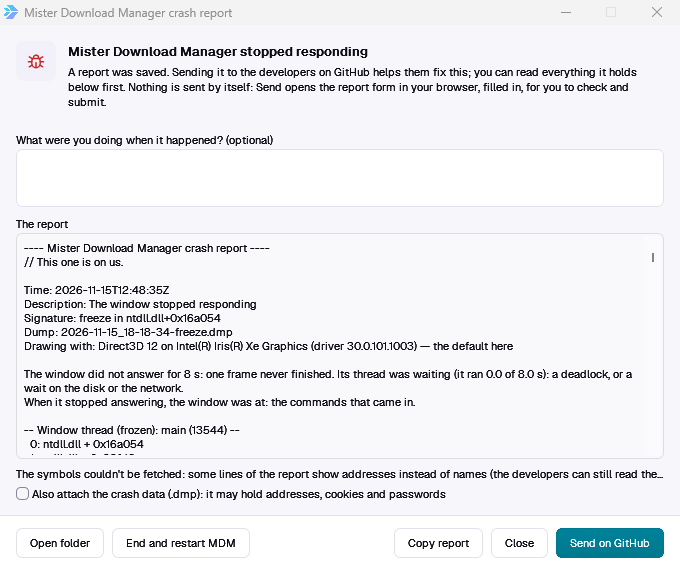 Mister Download Manager crash report
Mister Download Manager stopped responding
A report was saved. Sending it to the developers on GitHub helps them fix this; you can read everything it holds
below first. Nothing is sent by itself: Send opens the report form in your browser, filled in, for you to check and
submit.
What were you doing when it happened? (optional)
The report
---- Mister Download Manager crash report ----
// This one is on us.
Time: 2026-11-15T12:48:35Z
Description: The window stopped responding
Signature: freeze in ntdll.dll+0x16a054
Dump: 2026-11-15_18-18-34-freeze.dmp
Drawing with: Direct3D 12 on Intel(R) Iris(R) Xe Graphics (driver 30.0.101.1003) — the default here
The window did not answer for 8 s: one frame never finished. Its thread was waiting (it ran 0.0 of 8.0 s): a deadlock, or a
wait on the disk or the network.
When it stopped answering, the window was at: the commands that came in.
-- Window thread (frozen): main (13544) --
0: ntdll.dll + 0x16a054
The symbols couldn't be fetched: some lines of the report show addresses instead of names (the developers can still read the...
Also attach the crash data (.dmp): it may hold addresses, cookies and passwords
Open folder
End and restart MDM
Copy report
Close
Send on GitHub